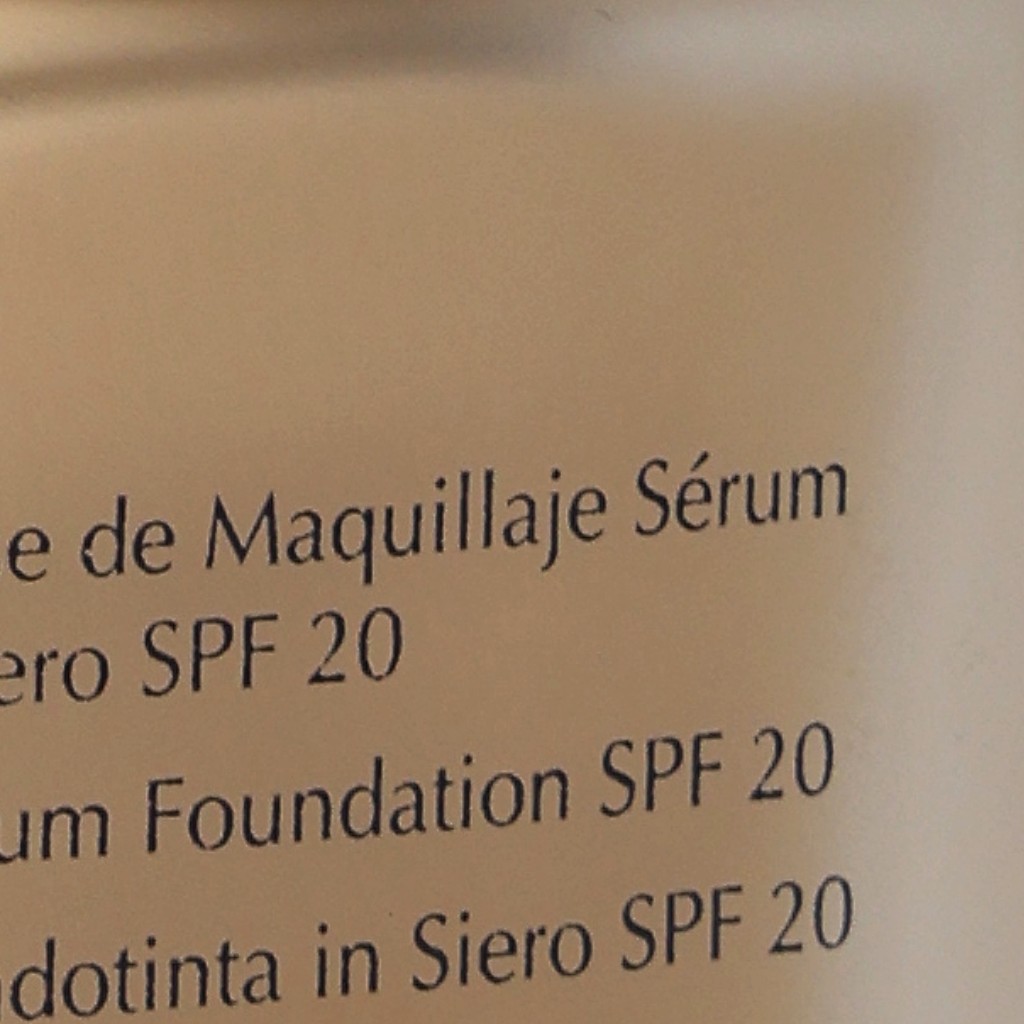 e de Maquillaje Sérum
ero SPF 20
um Foundation SPF 20
dotinta in Siero SPF 20